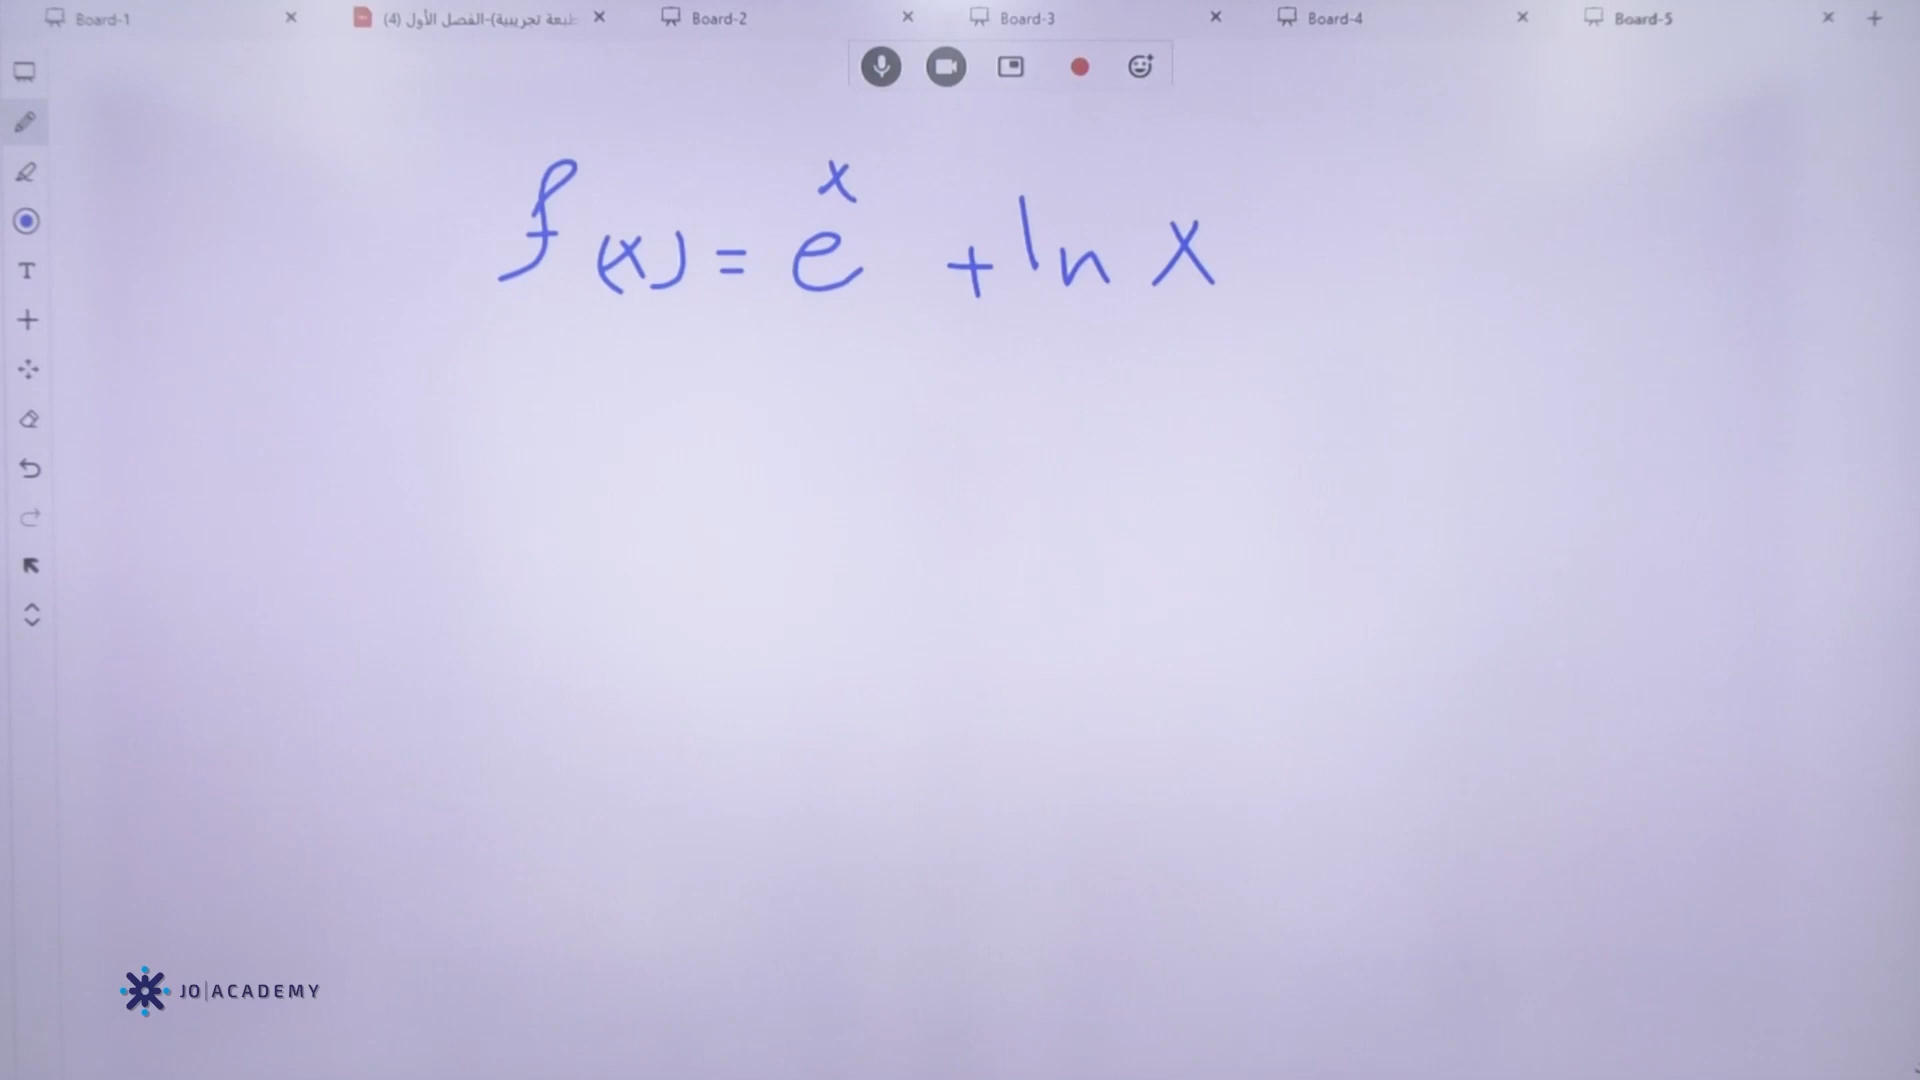 Board-1
طبعة تجريبية)-الفصل الأول (4)
Board-2
Board-3
Board-4
Board-5
f(x) = e^x + ln x
T
JO|ACADEMY